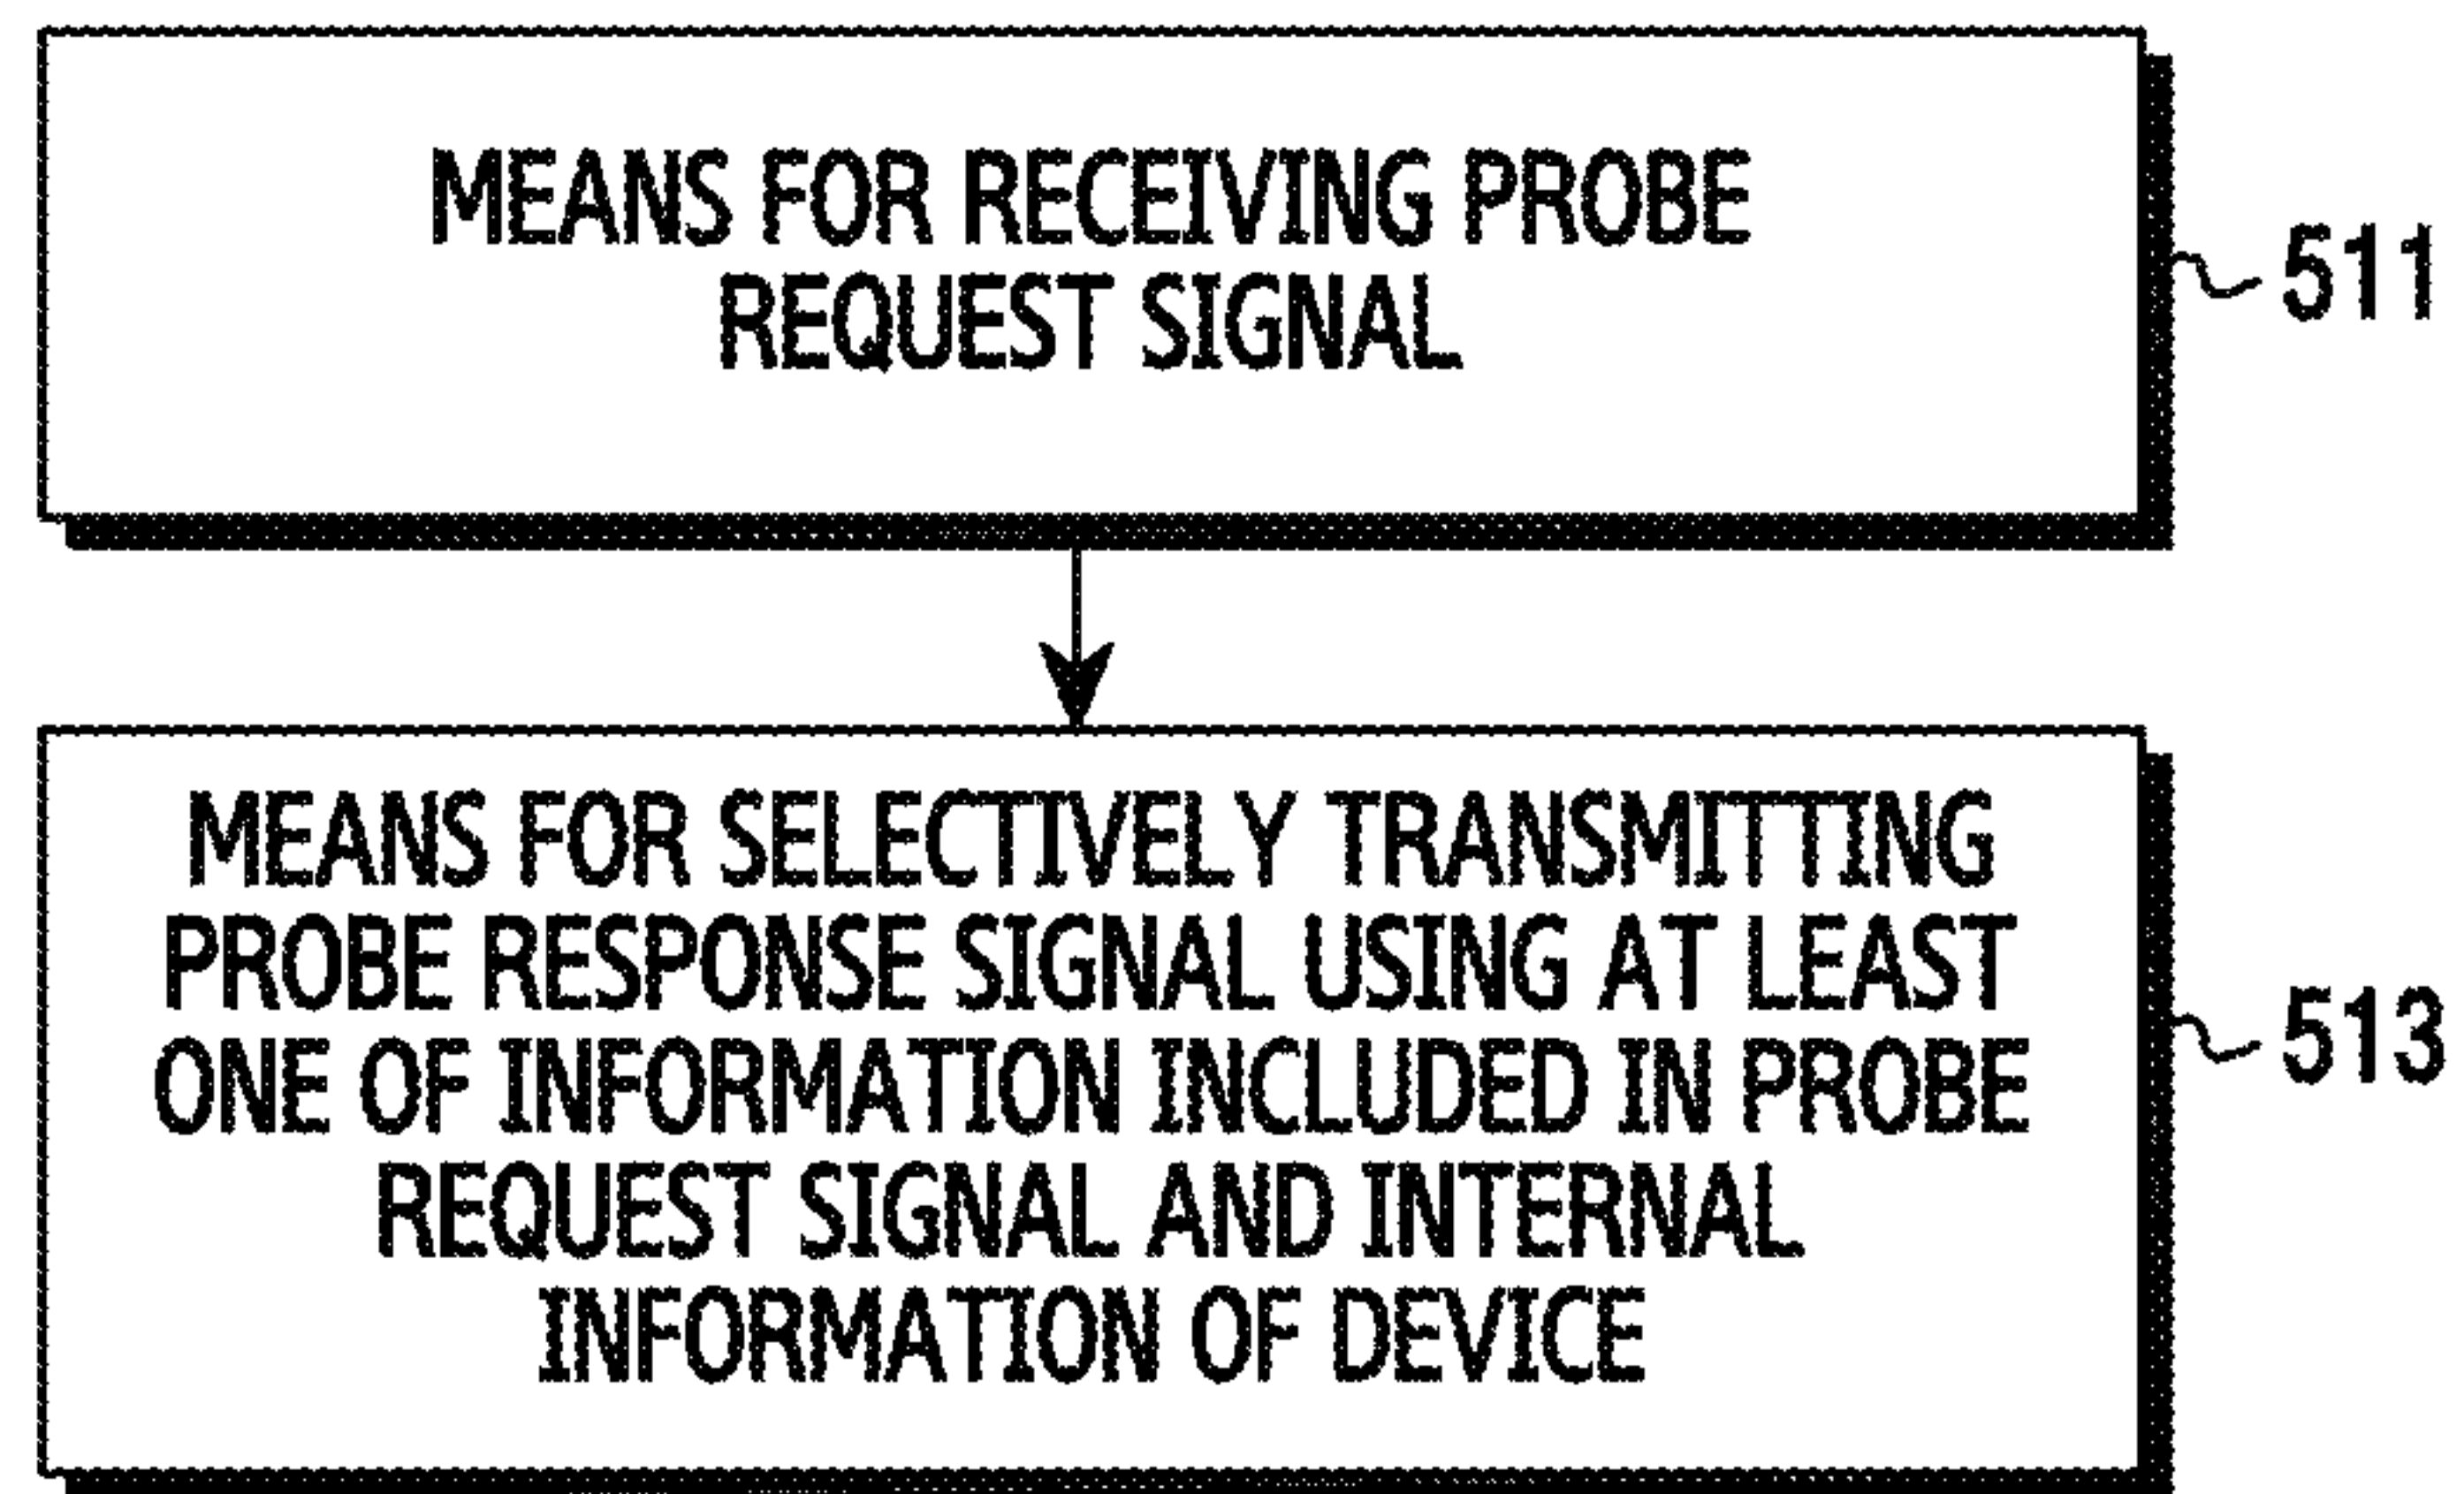 MEANS FOR RECEIVING PROBE
REQUEST SIGNAL
511
MEANS FOR SELECTIVELY TRANSMITTING
PROBE RESPONSE SIGNAL USING AT LEAST
ONE OF INFORMATION INCLUDED IN PROBE
REQUEST SIGNAL AND INTERNAL
INFORMATION OF DEVICE
513